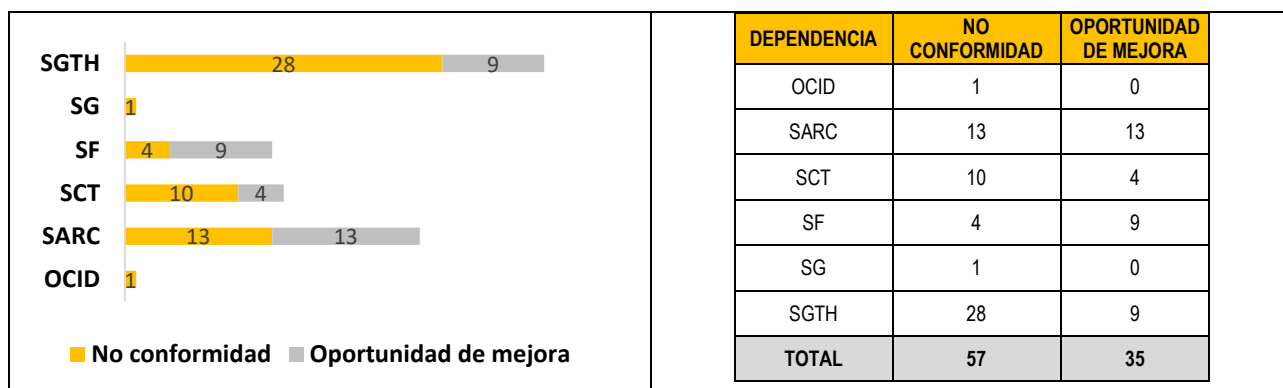 SGTH 28 9
SG 1
SF 4 9
SCT 10 4
SARC 13 13
OCID 1
No conformidad Oportunidad de mejora
DEPENDENCIA NO CONFORMIDAD OPORTUNIDAD DE MEJORA
OCID 1 0
SARC 13 13
SCT 10 4
SF 4 9
SG 1 0
SGTH 28 9
TOTAL 57 35